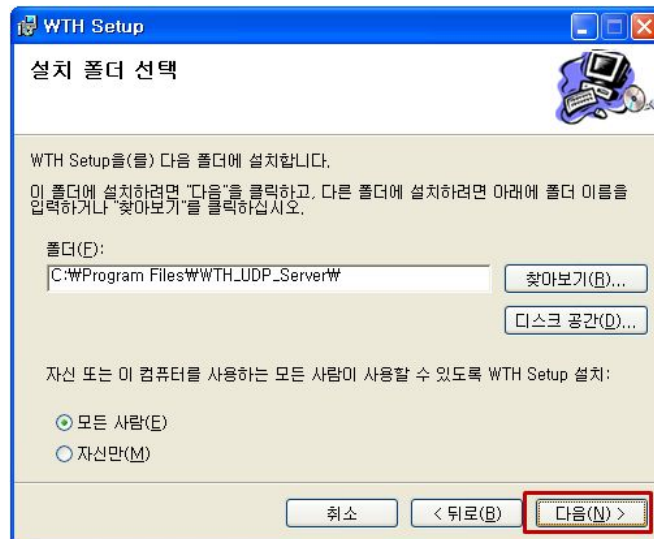 WTH Setup
설치 폴더 선택
WTH Setup을(를) 다음 폴더에 설치합니다.
이 폴더에 설치하려면 "다음"을 클릭하고, 다른 폴더에 설치하려면 아래에 폴더 이름을
입력하거나 "찾아보기"를 클릭하십시오.
폴더(F):
C:₩Program Files₩WTH_UDP_Server₩
찾아보기(R)...
디스크 공간(D)...
자신 또는 이 컴퓨터를 사용하는 모든 사람이 사용할 수 있도록 WTH Setup 설치:
모든 사람(E)
자신만(M)
취소
< 뒤로(B)
다음(N) >